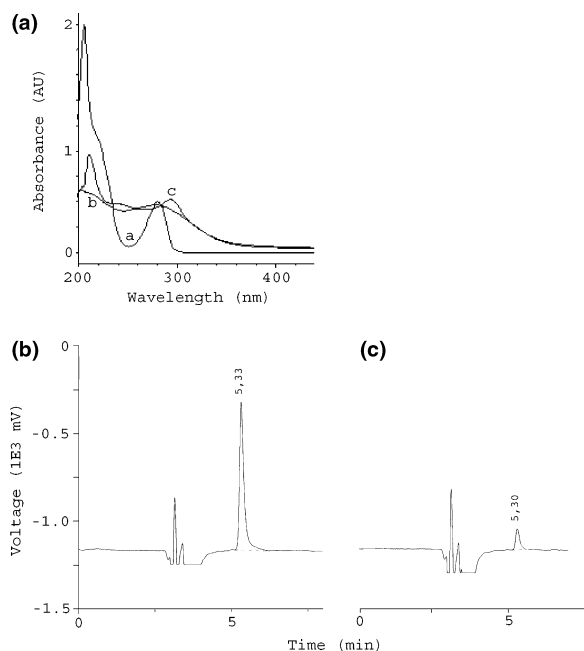 (a)
Absorbance (AU)
2
1
0
a
b
c
200
300
400
Wavelength (nm)
(b)
(c)
Voltage (1E3 mV)
0
-0.5
-1.0
-1.5
5,33
5,30
0
5
0
5
Time (min)